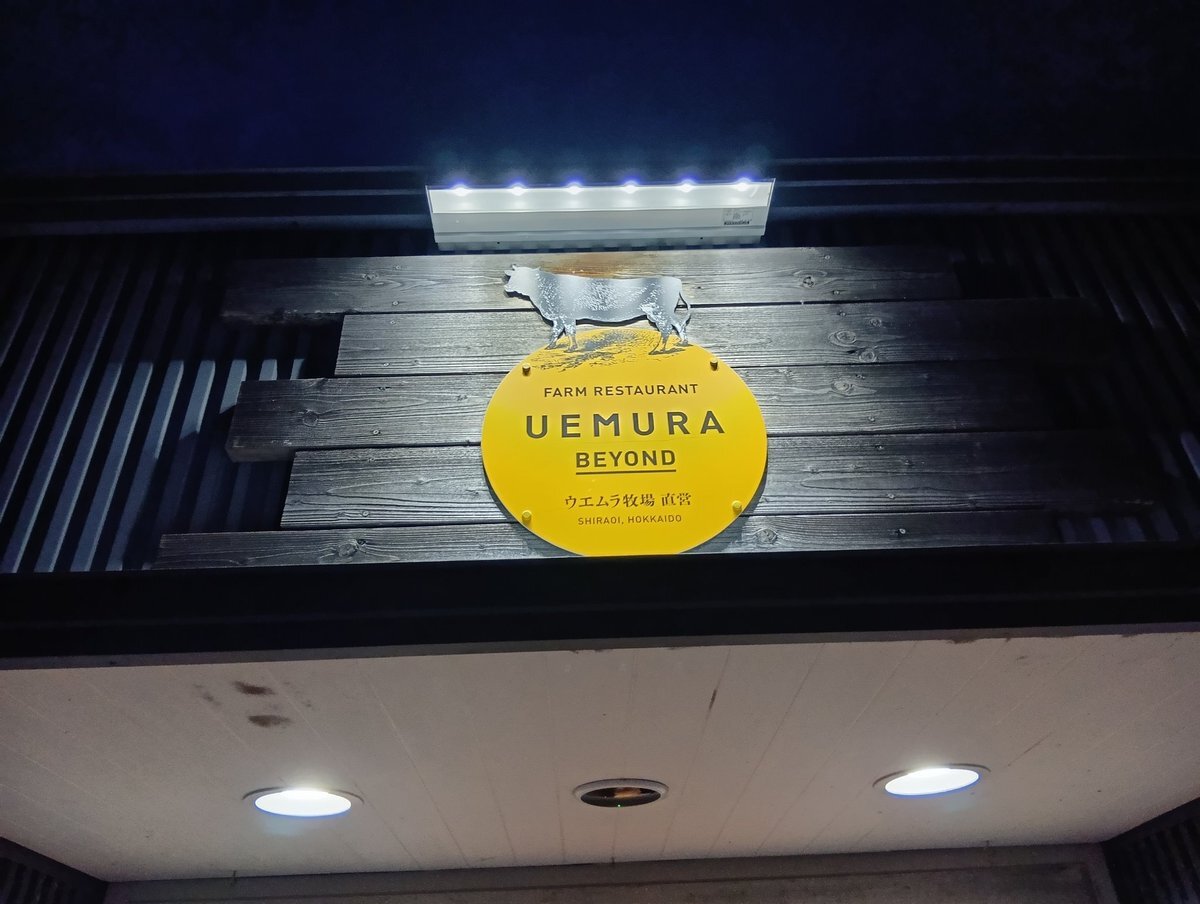 FARM RESTAURANT
UEMURA
BEYOND
ウエムラ牧場 直営
SHIRAOI, HOKKAIDO